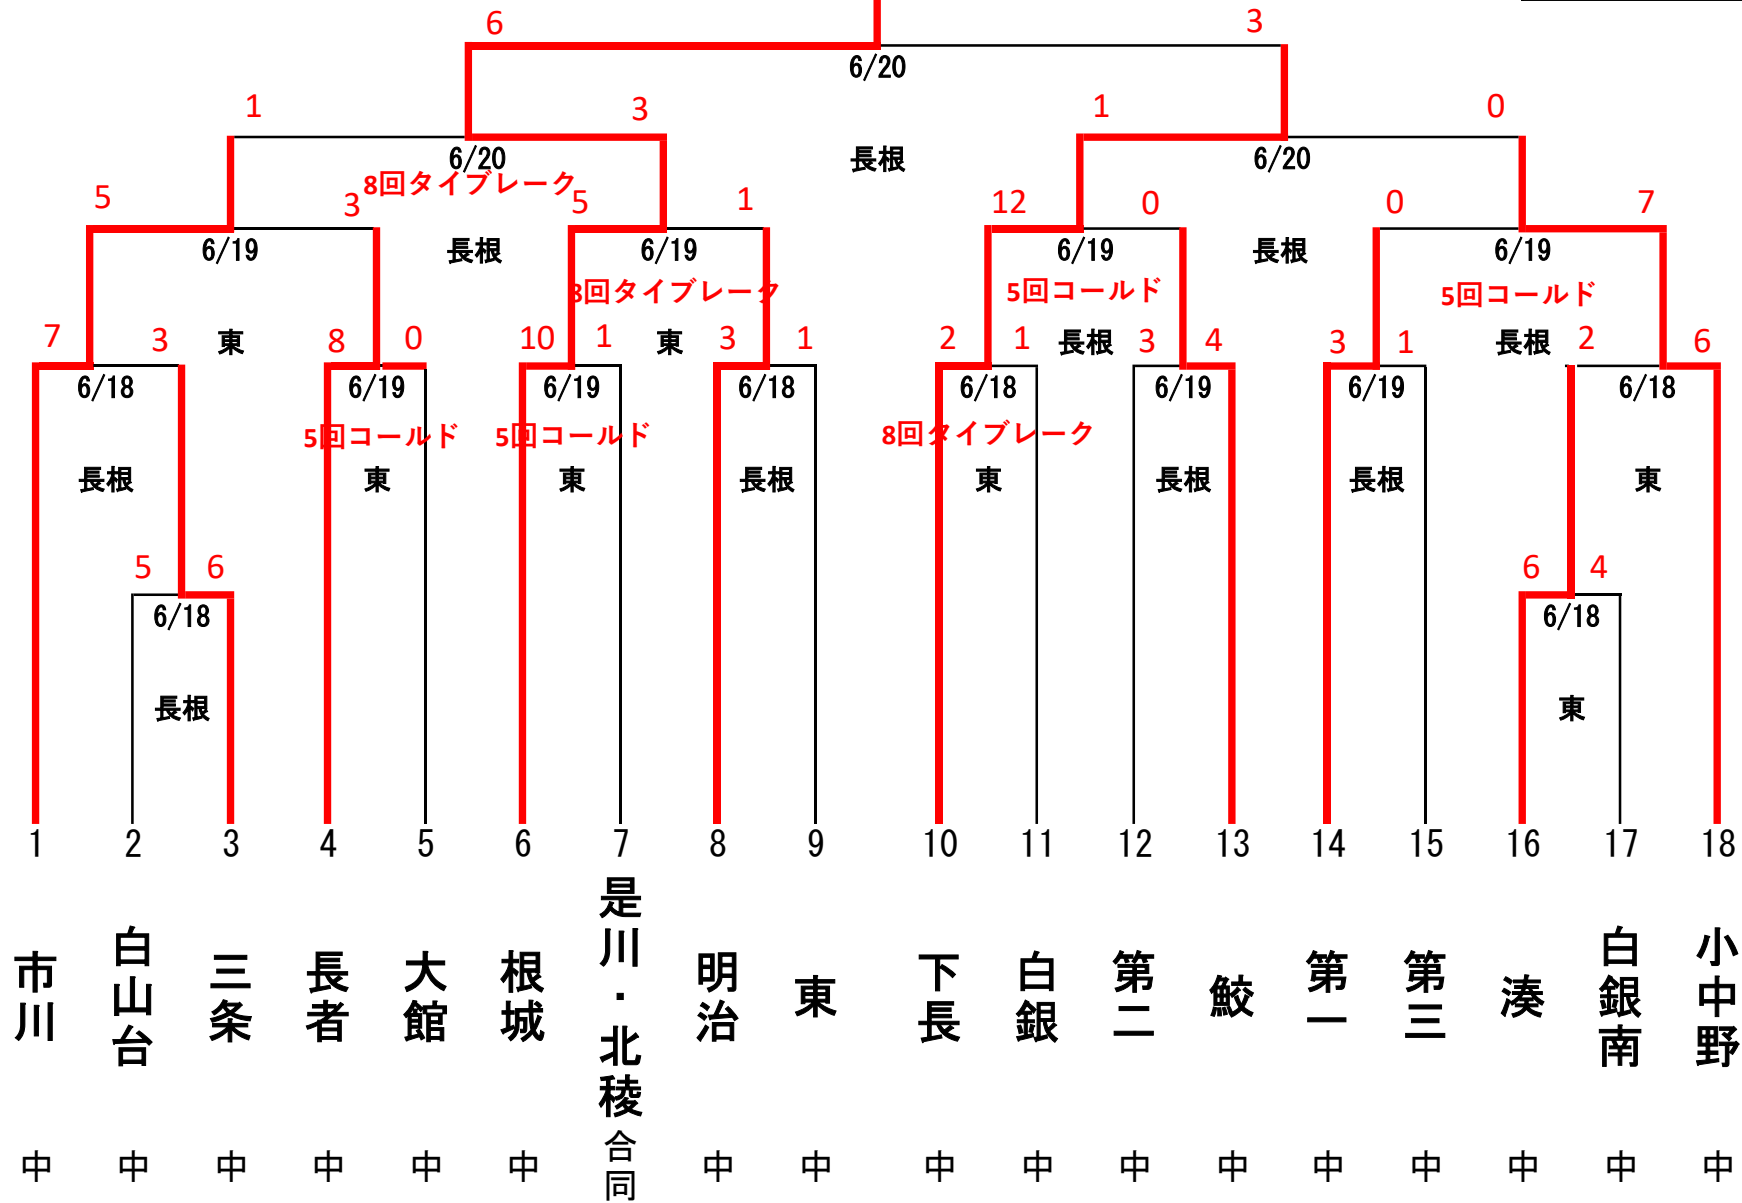 6 3
6/20
1 3 1 0
6/20 長根 6/20
8回タイブレーク
5 3 5 1 12 0 0 7
6/19 長根 6/19 6/19 長根 6/19
8回タイブレーク 5回コールド 5回コールド
7 3 東 8 0 10 1 東 3 1 2 1 長根 3 4 3 1 長根 2 6
6/18 6/19 6/19 6/18 6/18 6/19 6/19 6/18
5回コールド 5回コールド 8回タイブレーク
長根 東 東 長根 東 長根 長根 東
5 6 6 4
6/18 6/18
長根 東
1 2 3 4 5 6 7 8 9 10 11 12 13 14 15 16 17 18
市川中
白山台中
三条中
長者中
大館中
根城中
是川・北稜合同
明治中
東中
下長中
白銀中
第二中
鮫中
第一中
第三中
湊中
白銀南中
小中野中